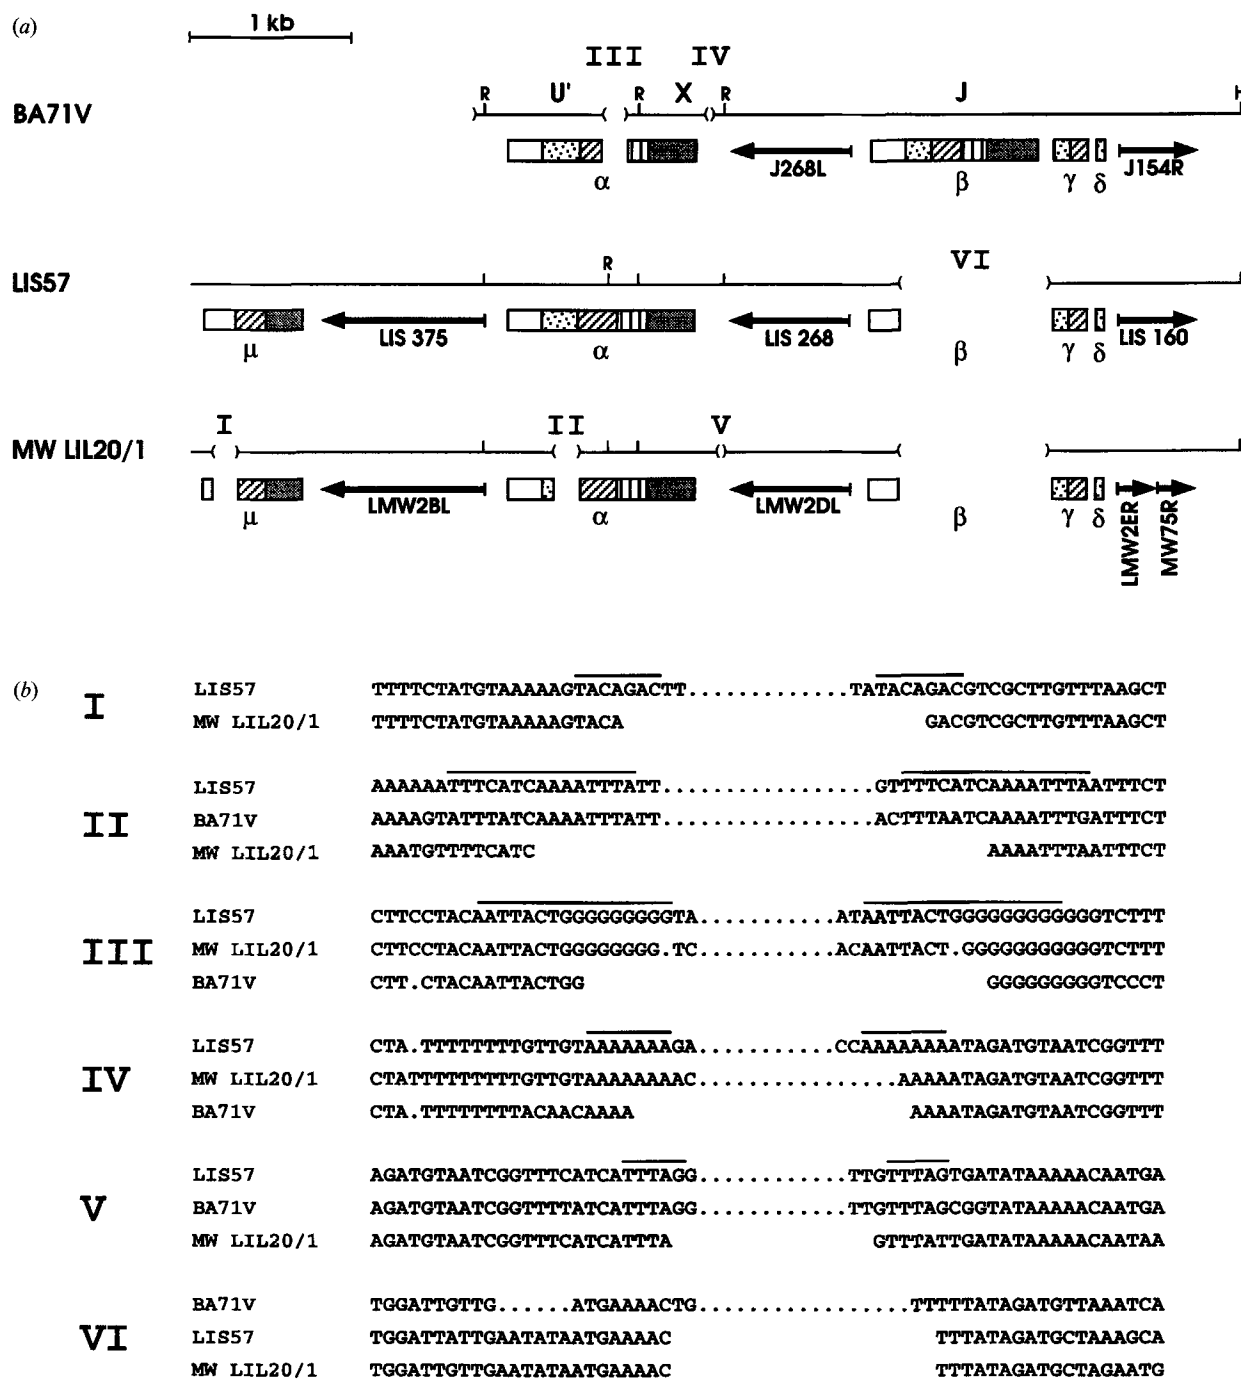 (a)
1 kb
III IV
R U' R X R J H
BA71V
J268L J154R
α β γ δ
VI
R
LIS57
LIS 375 LIS 268 LIS 160
μ α β γ δ
I II V
MW LIL20/1
LMW2BL LMW2DL LMW2ER MW75R
μ α β γ δ
(b)
I
LIS57 TTTTCTATGTAAAAAGTACAGACTT.............TATACAGACGTCGCTTGTTTAAGCT
MW LIL20/1 TTTTCTATGTAAAAAGTACA GACGTCGCTTGTTTAAGCT
II
LIS57 AAAAAATTTCATCAAAATTTATT.................GTTTTCATCAAAATTTAATTTCT
BA71V AAAAGTATTTATCAAAATTTATT.................ACTTTAATCAAAATTTGATTTCT
MW LIL20/1 AAATGTTTTCATC AAAATTTAATTTCT
III
LIS57 CTTCCTACAATTACTGGGGGGGGGTA...........ATAATTACTGGGGGGGGGGGGTCTTT
MW LIL20/1 CTTCCTACAATTACTGGGGGGGG.TC...........ACAATTACT.GGGGGGGGGGGTCTTT
BA71V CTT.CTACAATTACTGG GGGGGGGGGTCCCT
IV
LIS57 CTA.TTTTTTTTGTTGTAAAAAAAGA...........CCAAAAAAAATAGATGTAATCGGTTT
MW LIL20/1 CTATTTTTTTTTGTTGTAAAAAAAAC................AAAAATAGATGTAATCGGTTT
BA71V CTA.TTTTTTTTACAACAAAA AAAATAGATGTAATCGGTTT
V
LIS57 AGATGTAATCGGTTTCATCATTTAGG............TTGTTTAGTGATATAAAAACAATGA
BA71V AGATGTAATCGGTTTTATCATTTAGG............TTGTTTAGCGGTATAAAAACAATGA
MW LIL20/1 AGATGTAATCGGTTTCATCATTTA GTTTATTGATATAAAAACAATAA
VI
BA71V TGGATTGTTG......ATGAAAACTG.................TTTTTATAGATGTTAAATCA
LIS57 TGGATTATTGAATATAATGAAAAC TTTATAGATGCTAAAGCA
MW LIL20/1 TGGATTGTTGAATATAATGAAAAC TTTATAGATGCTAGAATG